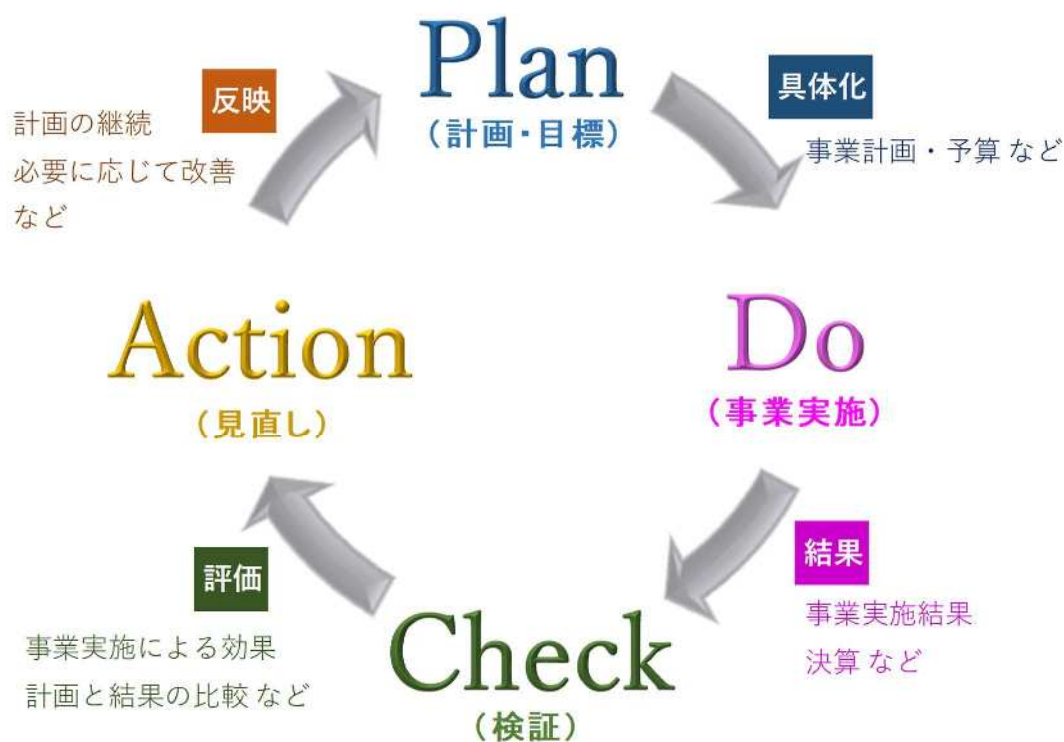 Plan
（計画・目標）
具体化
事業計画・予算 など
Do
（事業実施）
結果
事業実施結果
決算 など
Check
（検証）
評価
事業実施による効果
計画と結果の比較 など
Action
（見直し）
反映
計画の継続
必要に応じて改善
など